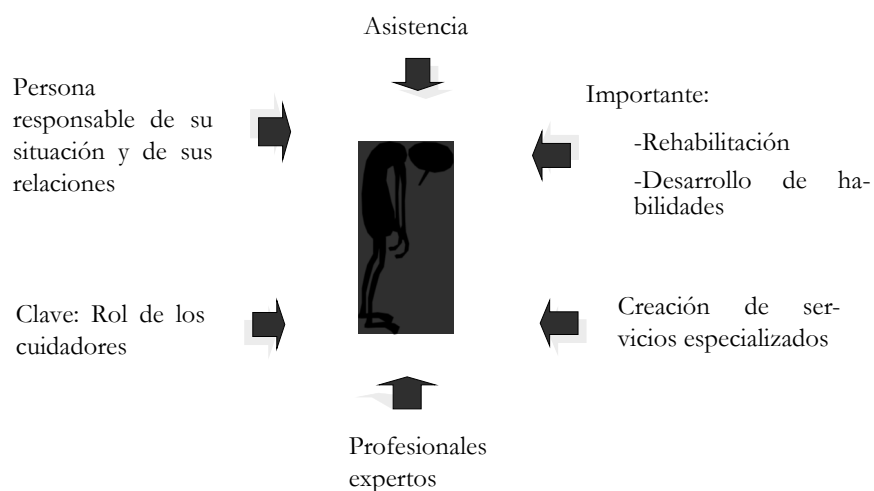 Asistencia
Persona
responsable de su
situación y de sus
relaciones
Importante:
-Rehabilitación
-Desarrollo de ha-
bilidades
Clave: Rol de los
cuidadores
Creación de ser-
vicios especializados
Profesionales
expertos